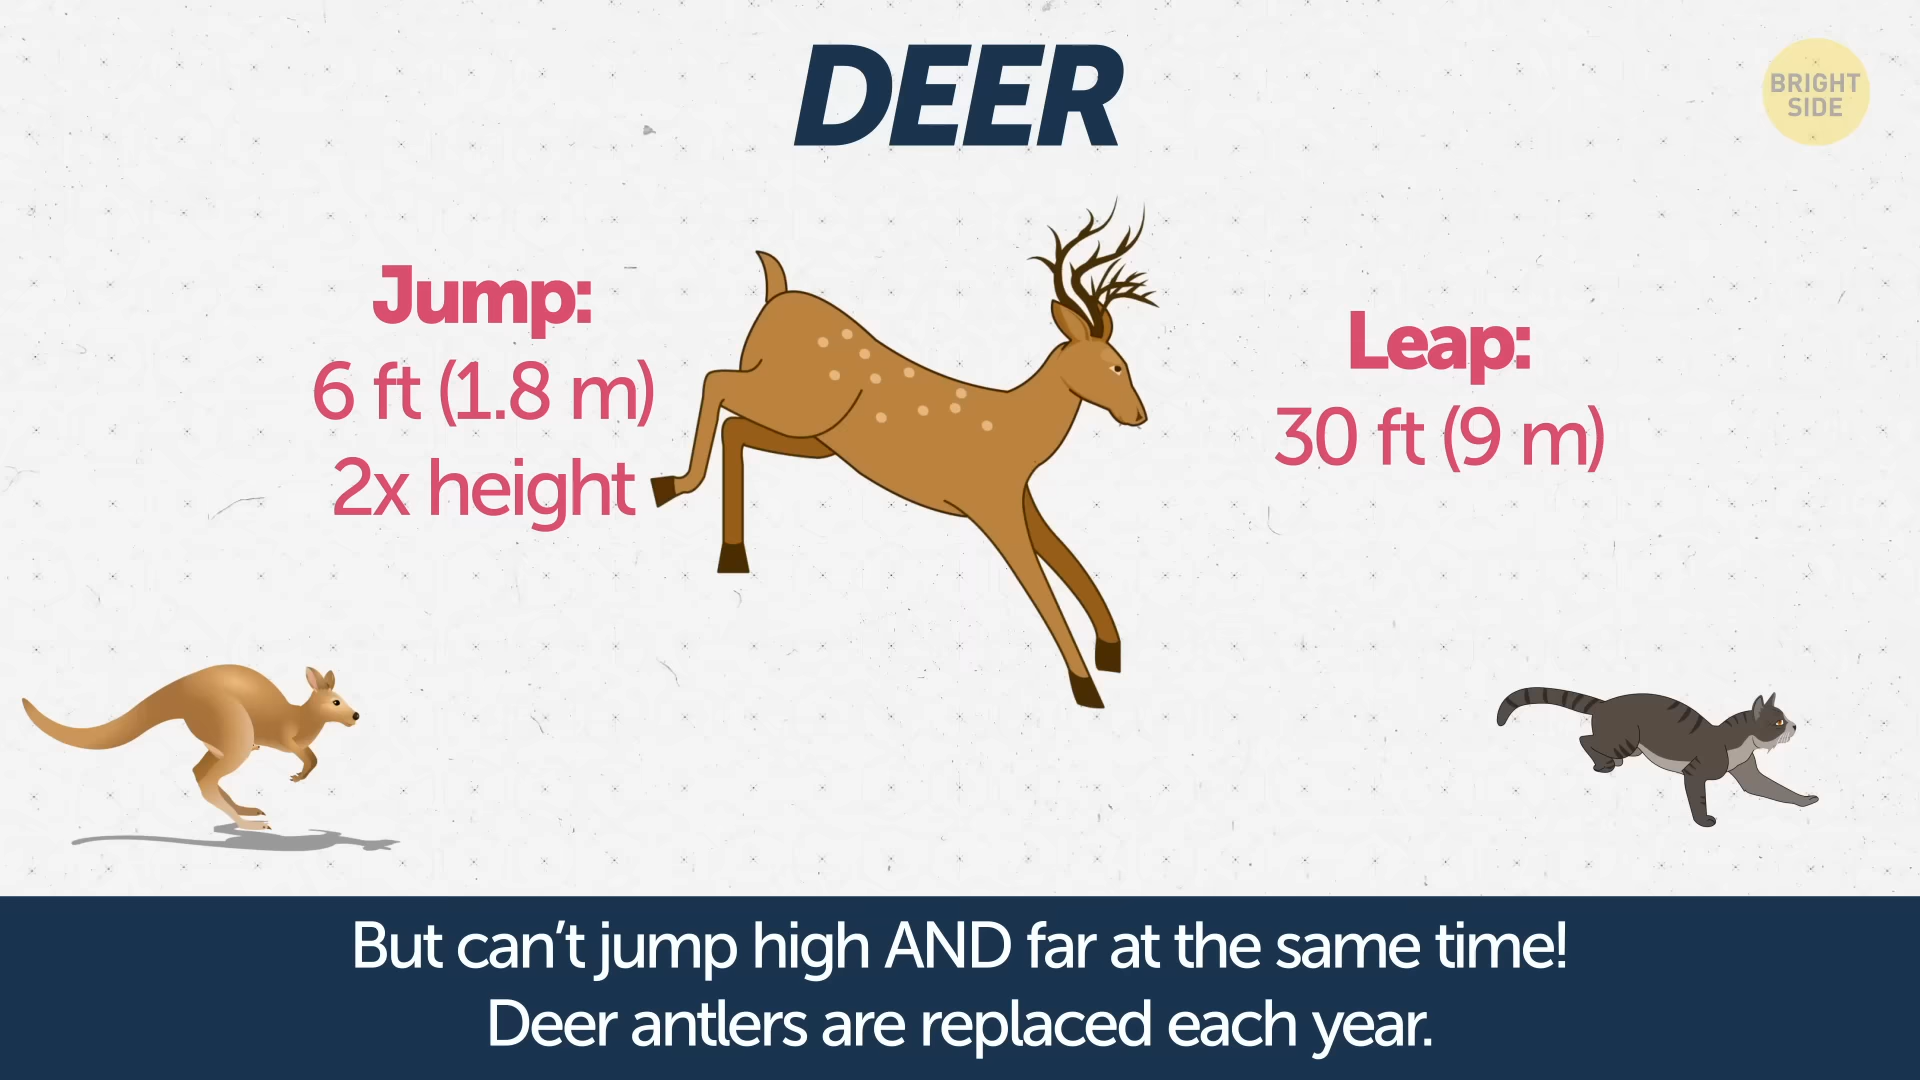 DEER
BRIGHT
SIDE
Jump:
6 ft (1.8 m)
2x height
Leap:
30 ft (9 m)
But can’t jump high AND far at the same time!
Deer antlers are replaced each year.